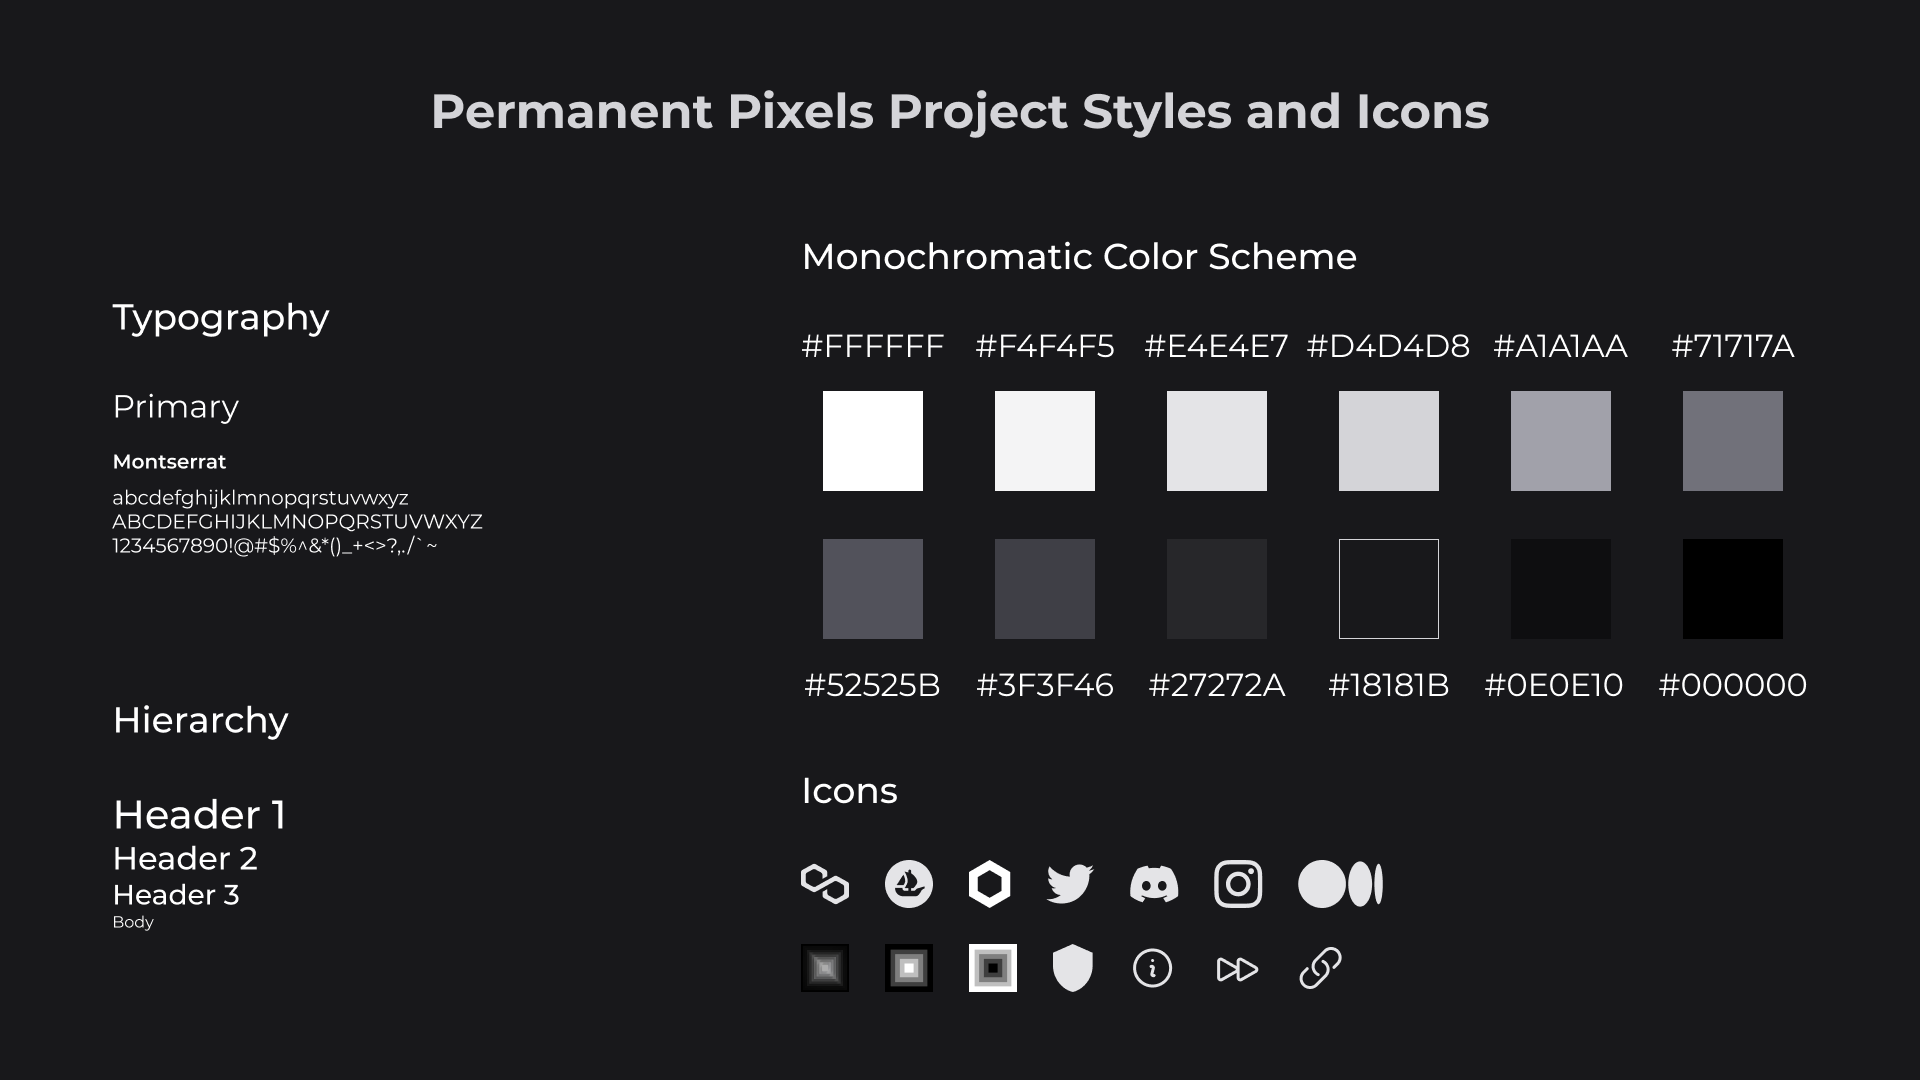 Permanent Pixels Project Styles and Icons
Typography
Primary
Montserrat
abcdefghijklmnopqrstuvwxyz
ABCDEFGHIJKLMNOPQRSTUVWXYZ
1234567890!@#$%^&*()_+<>?,./`~
Hierarchy
Header 1
Header 2
Header 3
Body
Monochromatic Color Scheme
#FFFFFF #F4F4F5 #E4E4E7 #D4D4D8 #A1A1AA #71717A
#52525B #3F3F46 #27272A #18181B #0E0E10 #000000
Icons